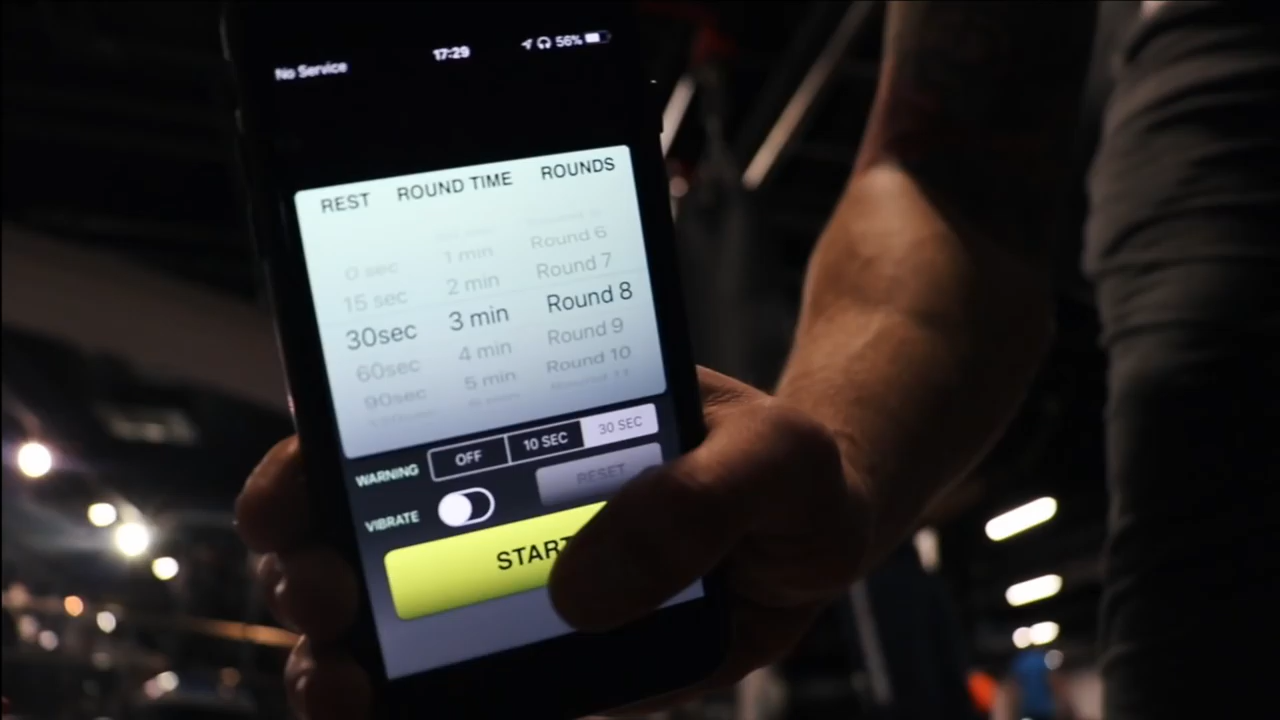 No Service 17:29 56%
REST ROUND TIME ROUNDS
Round 6
0 sec 1 min Round 7
15 sec 2 min Round 8
30sec 3 min Round 9
60sec 4 min Round 10
90sec 5 min
WARNING OFF 10 SEC 30 SEC
RESET
VIBRATE
START